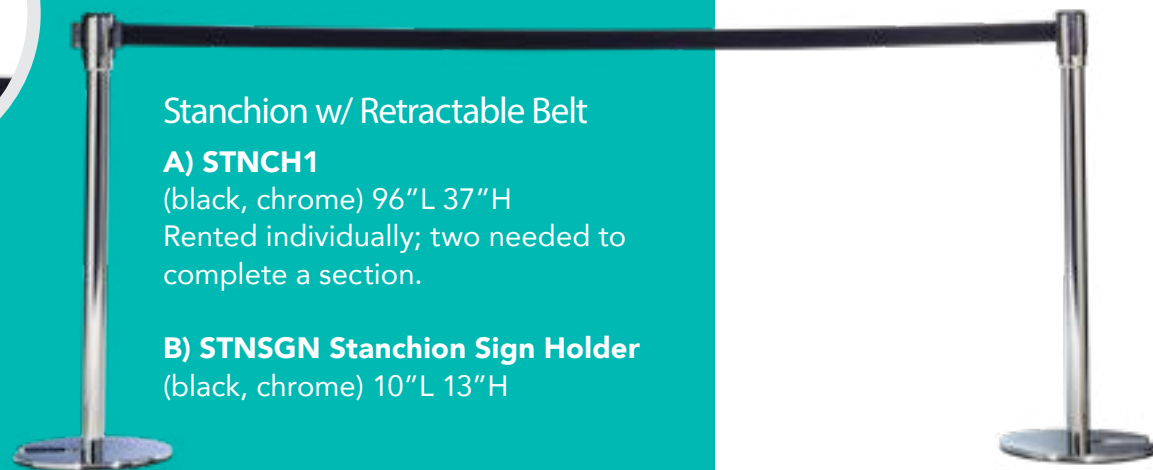 Stanchion w/ Retractable Belt
A) STNCH1
(black, chrome) 96”L 37”H
Rented individually; two needed to
complete a section.
B) STNSGN Stanchion Sign Holder
(black, chrome) 10”L 13”H